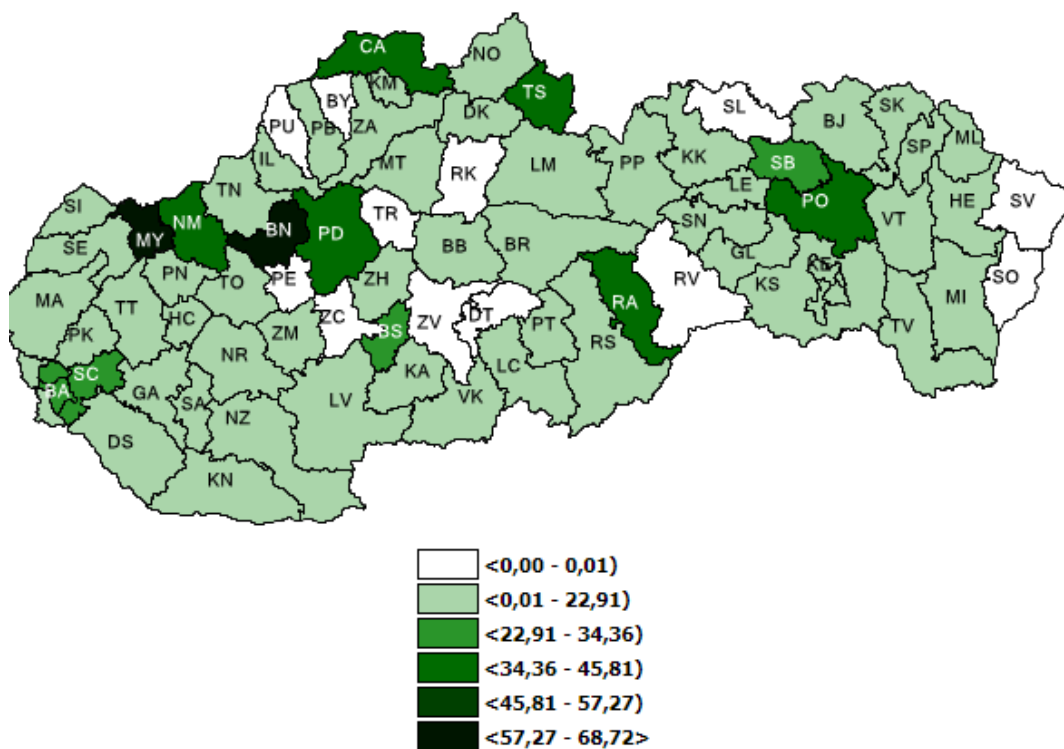 CA
NO
KM
TS
BY
PU
PB
ZA
DK
SL
BJ
SK
ML
SP
IL
MT
RK
LM
PP
KK
SB
LE
TN
HE
SV
SI
NM
BN
PD
TR
PO
VT
SN
MY
SE
BB
BR
GL
PN
TO
PE
ZH
KE
SO
MA
TT
HC
KS
RV
MI
PK
ZC
BS
ZV
DT
PT
RA
TV
ZM
RS
NR
SC
BA
GA
SA
KA
LC
LV
VK
NZ
DS
KN
<0,00 - 0,01)
<0,01 - 22,91)
<22,91 - 34,36)
<34,36 - 45,81)
<45,81 - 57,27)
<57,27 - 68,72>